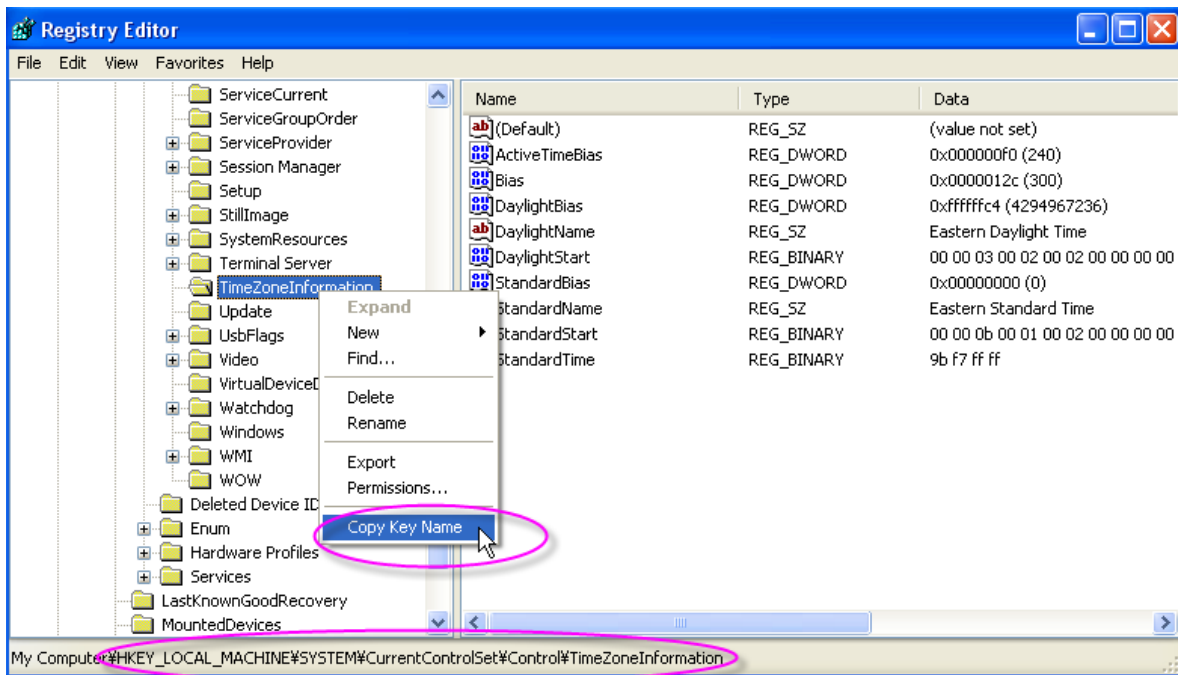 Registry Editor
File Edit View Favorites Help
ServiceCurrent
ServiceGroupOrder
ServiceProvider
Session Manager
Setup
StillImage
SystemResources
Terminal Server
TimeZoneInformation
Update
UsbFlags
Video
VirtualDeviceD
Watchdog
Windows
WMI
WOW
Deleted Device ID
Enum
Hardware Profiles
Services
LastKnownGoodRecovery
MountedDevices
Expand
New
Find...
Delete
Rename
Export
Permissions...
Copy Key Name
Name Type Data
(Default) REG_SZ (value not set)
ActiveTimeBias REG_DWORD 0x000000f0 (240)
Bias REG_DWORD 0x0000012c (300)
DaylightBias REG_DWORD 0xffffffc4 (4294967236)
DaylightName REG_SZ Eastern Daylight Time
DaylightStart REG_BINARY 00 00 03 00 02 00 02 00 00 00 00
StandardBias REG_DWORD 0x00000000 (0)
StandardName REG_SZ Eastern Standard Time
StandardStart REG_BINARY 00 00 0b 00 01 00 02 00 00 00 00
StandardTime REG_BINARY 9b f7 ff ff
My Computer¥HKEY_LOCAL_MACHINE¥SYSTEM¥CurrentControlSet¥Control¥TimeZoneInformation